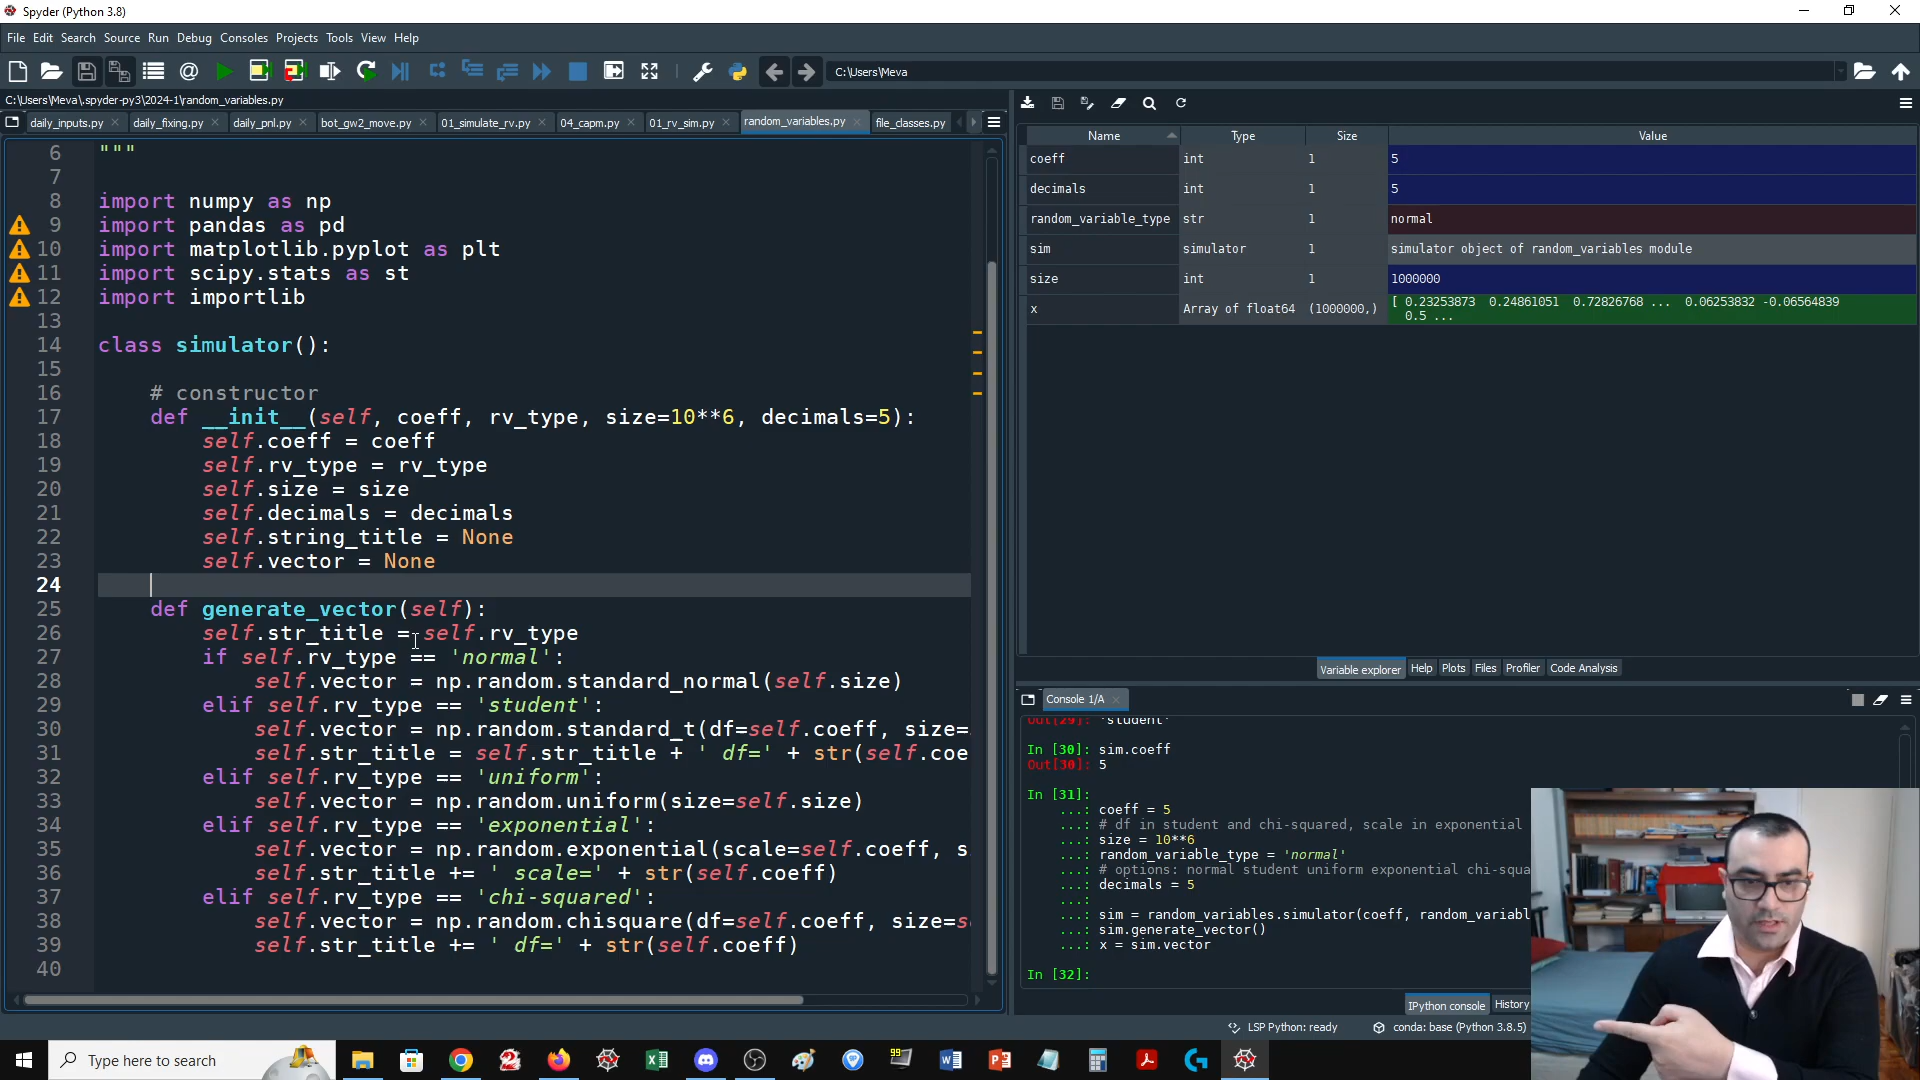 Spyder (Python 3.8)
File Edit Search Source Run Debug Consoles Projects Tools View Help
C:\Users\Meva
C:\Users\Meva\.spyder-py3\2024-1\random_variables.py
daily_inputs.py daily_fixing.py daily_pnl.py bot_gw2_move.py 01_simulate_rv.py 04_capm.py 01_rv_sim.py random_variables.py file_classes.py
6 """
7
8 import numpy as np
9 import pandas as pd
10 import matplotlib.pyplot as plt
11 import scipy.stats as st
12 import importlib
13
14 class simulator():
15
16 # constructor
17 def __init__(self, coeff, rv_type, size=10**6, decimals=5):
18 self.coeff = coeff
19 self.rv_type = rv_type
20 self.size = size
21 self.decimals = decimals
22 self.string_title = None
23 self.vector = None
24
25 def generate_vector(self):
26 self.str_title = self.rv_type
27 if self.rv_type == 'normal':
28 self.vector = np.random.standard_normal(self.size)
29 elif self.rv_type == 'student':
30 self.vector = np.random.standard_t(df=self.coeff, size=
31 self.str_title = self.str_title + ' df=' + str(self.coe
32 elif self.rv_type == 'uniform':
33 self.vector = np.random.uniform(size=self.size)
34 elif self.rv_type == 'exponential':
35 self.vector = np.random.exponential(scale=self.coeff, s
36 self.str_title += ' scale=' + str(self.coeff)
37 elif self.rv_type == 'chi-squared':
38 self.vector = np.random.chisquare(df=self.coeff, size=s
39 self.str_title += ' df=' + str(self.coeff)
40
Name Type Size Value
coeff int 1 5
decimals int 1 5
random_variable_type str 1 normal
sim simulator 1 simulator object of random_variables module
size int 1 1000000
x Array of float64 (1000000,) [ 0.23253873 0.24861051 0.72826768 ... 0.06253832 -0.06564839
0.5 ...
Variable explorer Help Plots Files Profiler Code Analysis
Console 1/A
Out[29]: 'student'
In [30]: sim.coeff
Out[30]: 5
In [31]:
...: coeff = 5
...: # df in student and chi-squared, scale in exponential
...: size = 10**6
...: random_variable_type = 'normal'
...: # options: normal student uniform exponential chi-squa
...: decimals = 5
...:
...: sim = random_variables.simulator(coeff, random_variabl
...: sim.generate_vector()
...: x = sim.vector
In [32]:
IPython console History
LSP Python: ready conda: base (Python 3.8.5)
Type here to search
99